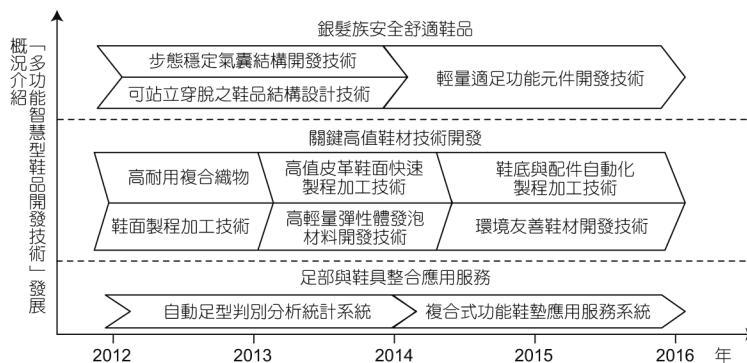 「多功能智慧型鞋品開發技術」發展
概況介紹
銀髮族安全舒適鞋品
步態穩定氣囊結構開發技術
可站立穿脫之鞋品結構設計技術
輕量適足功能元件開發技術
關鍵高值鞋材技術開發
高耐用複合織物
鞋面製程加工技術
高值皮革鞋面快速
製程加工技術
高輕量彈性體發泡
材料開發技術
鞋底與配件自動化
製程加工技術
環境友善鞋材開發技術
足部與鞋具整合應用服務
自動足型判別分析統計系統
複合式功能鞋墊應用服務系統
2012 2013 2014 2015 2016 年